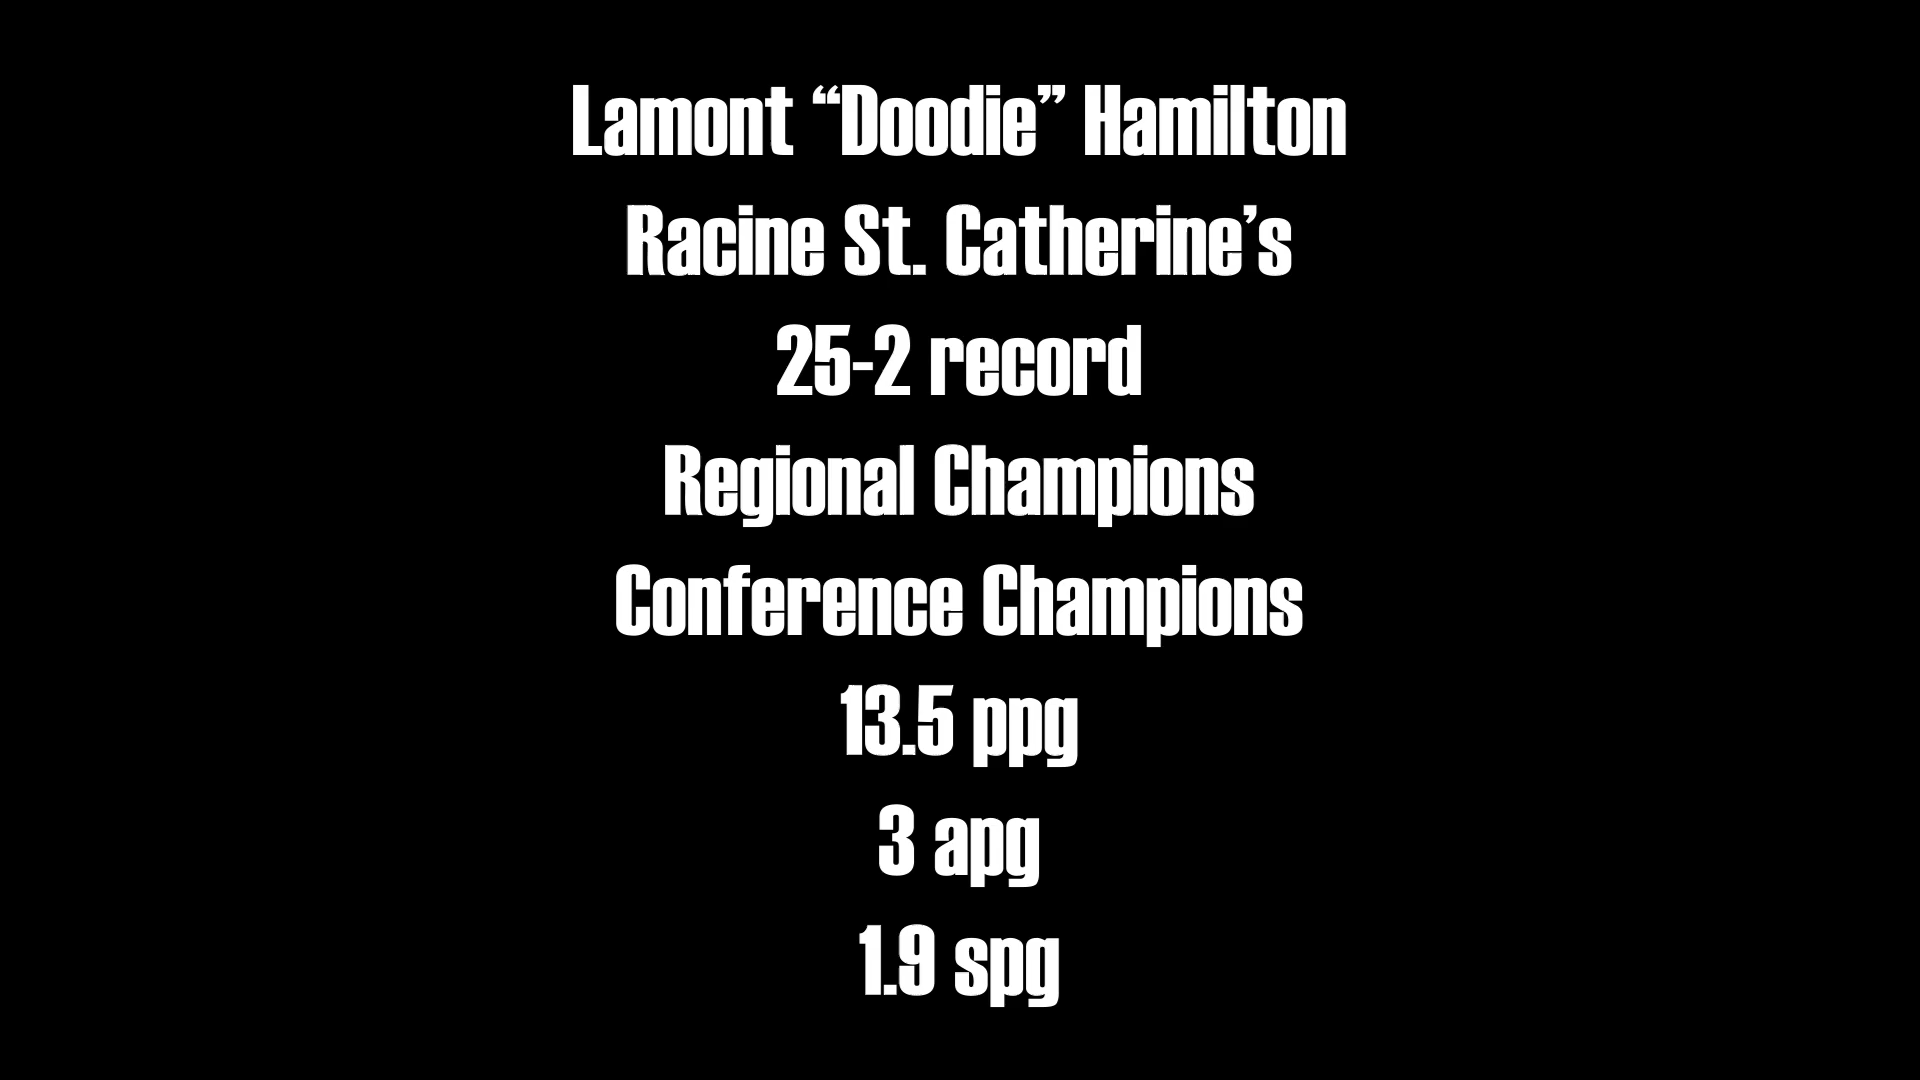 Lamont “Doodie” Hamilton
Racine St. Catherine’s
25-2 record
Regional Champions
Conference Champions
13.5 ppg
3 apg
1.9 spg